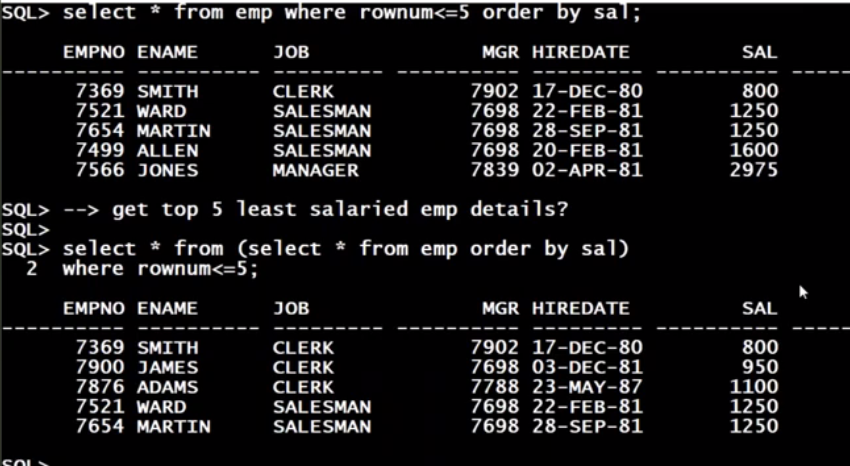 SQL> select * from emp where rownum<=5 order by sal;
EMPNO ENAME JOB MGR HIREDATE SAL
---------- ---------- --------- ---------- --------- ---------- -----
7369 SMITH CLERK 7902 17-DEC-80 800
7521 WARD SALESMAN 7698 22-FEB-81 1250
7654 MARTIN SALESMAN 7698 28-SEP-81 1250
7499 ALLEN SALESMAN 7698 20-FEB-81 1600
7566 JONES MANAGER 7839 02-APR-81 2975
SQL> --> get top 5 least salaried emp details?
SQL>
SQL> select * from (select * from emp order by sal)
2 where rownum<=5;
EMPNO ENAME JOB MGR HIREDATE SAL
---------- ---------- --------- ---------- --------- ---------- -----
7369 SMITH CLERK 7902 17-DEC-80 800
7900 JAMES CLERK 7698 03-DEC-81 950
7876 ADAMS CLERK 7788 23-MAY-87 1100
7521 WARD SALESMAN 7698 22-FEB-81 1250
7654 MARTIN SALESMAN 7698 28-SEP-81 1250
SQL>